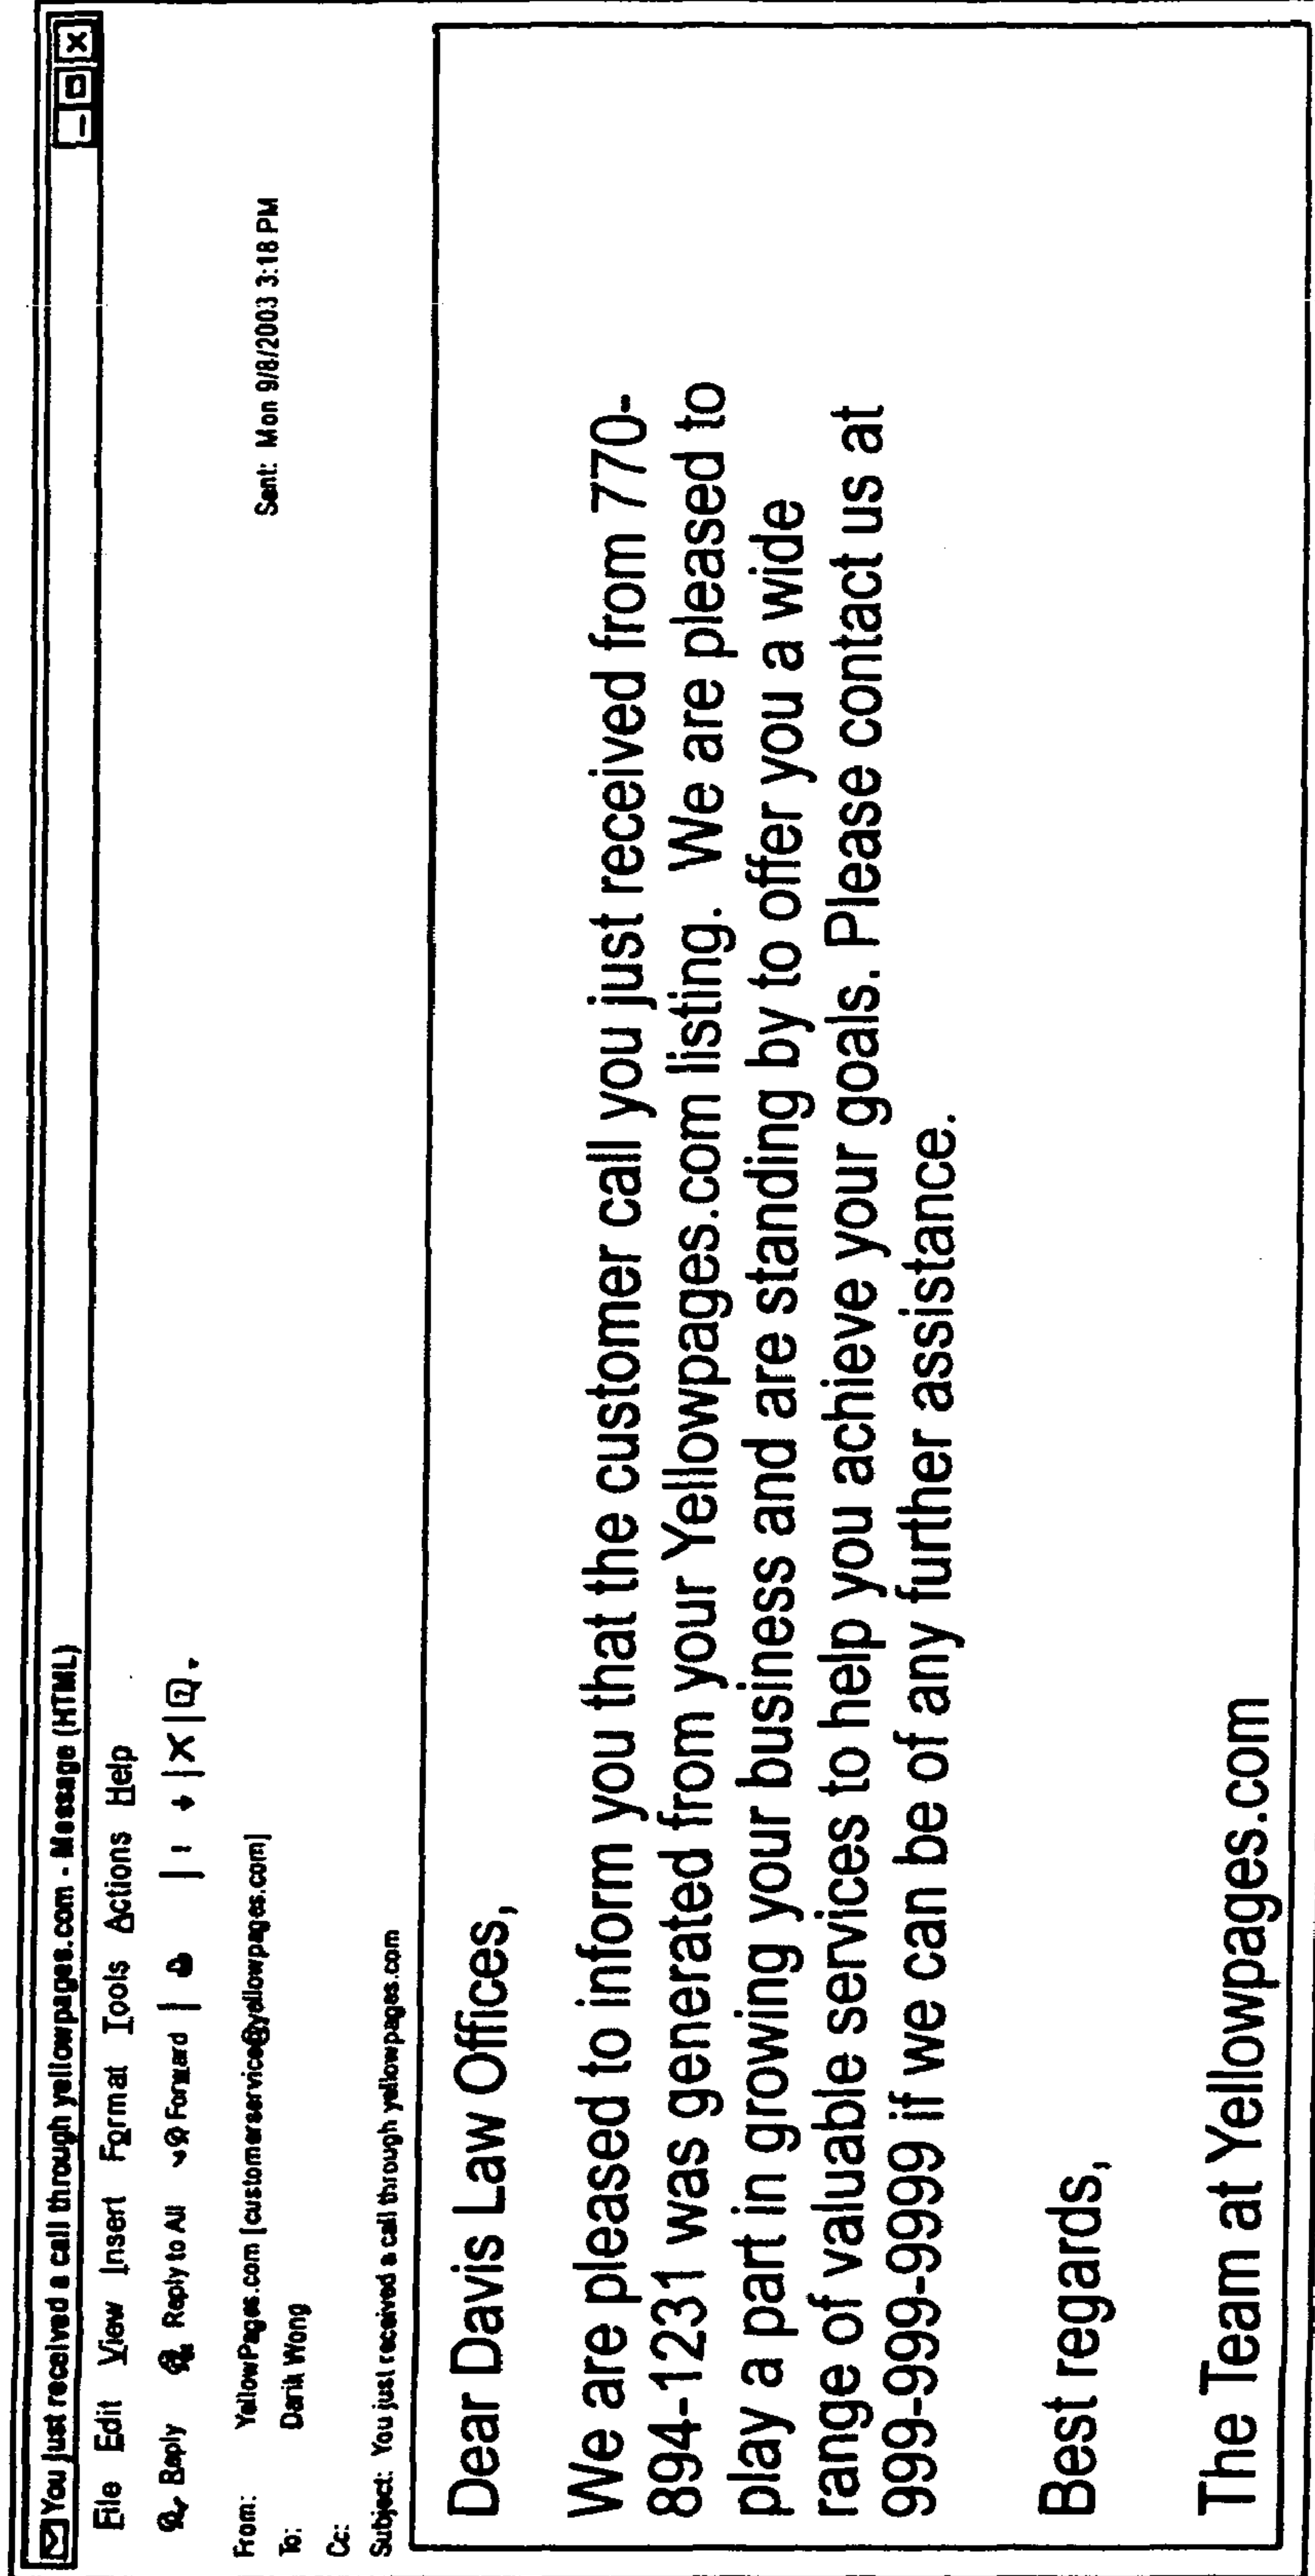 You just received a call through yellowpages.com - Message (HTML)
File Edit View Insert Format Tools Actions Help
Reply Reply to All Forward
From: YellowPages.com [customerservice@yellowpages.com]
Sent: Mon 9/8/2003 3:18 PM
To: Darik Wong
Cc:
Subject: You just received a call through yellowpages.com
Dear Davis Law Offices,
We are pleased to inform you that the customer call you just received from 770-
894-1231 was generated from your Yellowpages.com listing. We are pleased to
play a part in growing your business and are standing by to offer you a wide
range of valuable services to help you achieve your goals. Please contact us at
999-999-9999 if we can be of any further assistance.
Best regards,
The Team at Yellowpages.com